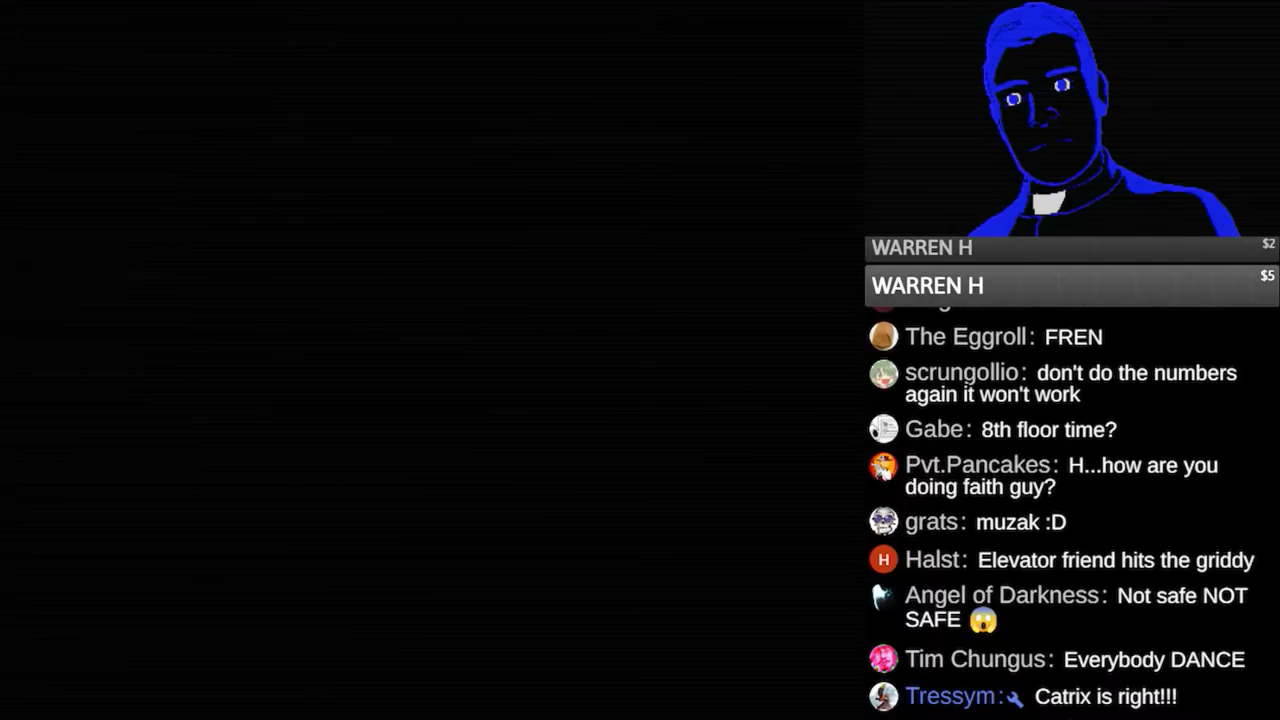 WARREN H $2
WARREN H $5
The Eggroll: FREN
scrungollio: don't do the numbers
again it won't work
Gabe: 8th floor time?
Pvt.Pancakes: H...how are you
doing faith guy?
grats: muzak :D
H Halst: Elevator friend hits the griddy
Angel of Darkness: Not safe NOT
SAFE 😱
Tim Chungus: Everybody DANCE
Tressym: Catrix is right!!!